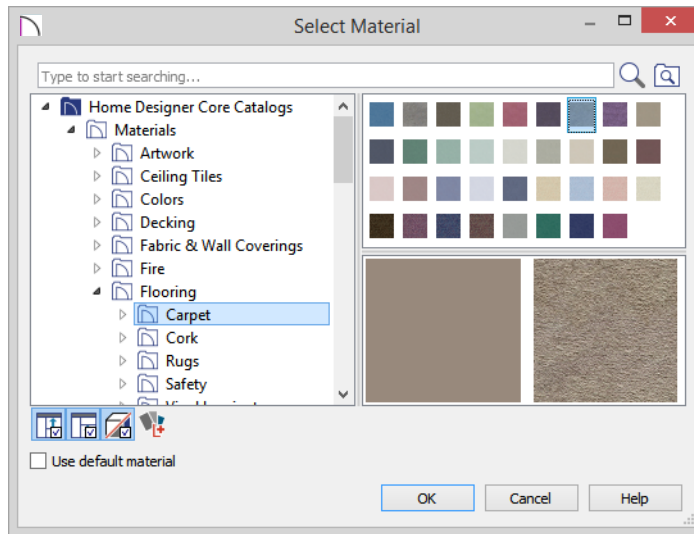 Select Material
Type to start searching...
Home Designer Core Catalogs
Materials
Artwork
Ceiling Tiles
Colors
Decking
Fabric & Wall Coverings
Fire
Flooring
Carpet
Cork
Rugs
Safety
Use default material
OK Cancel Help